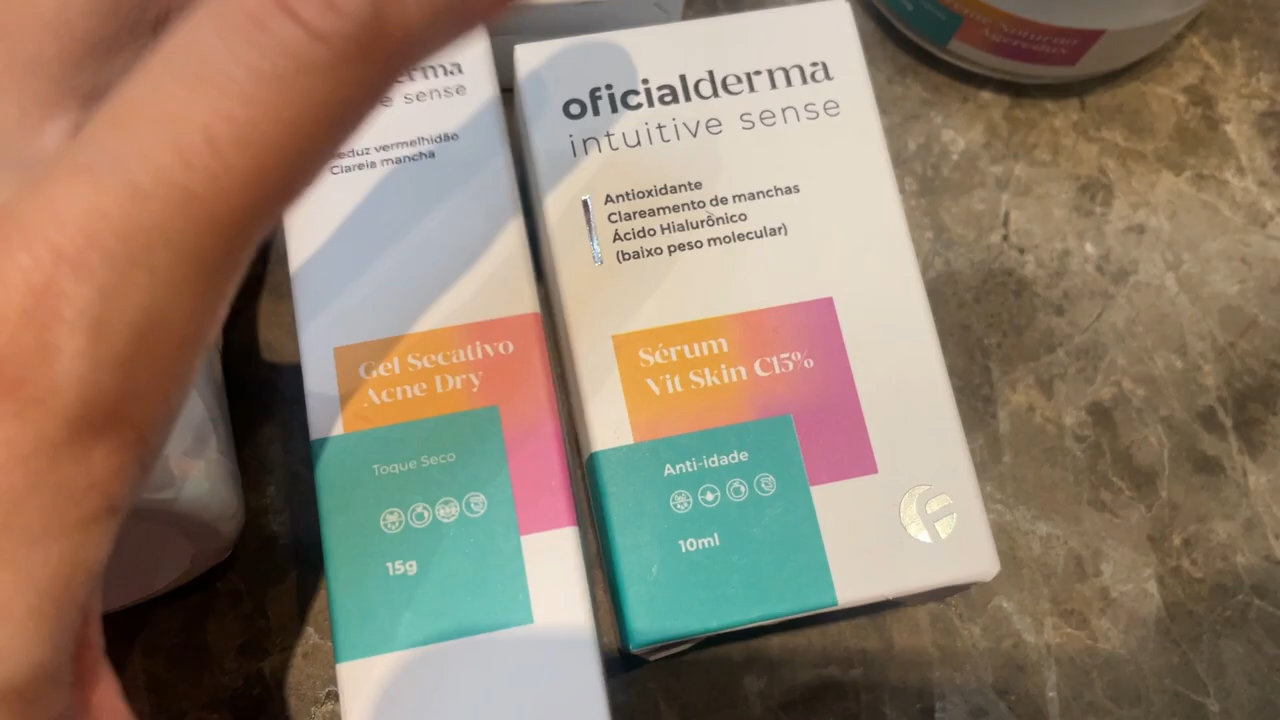 derma
e sense
eduz vermelhidão
Clareia mancha
Gel Secativo
Acne Dry
Toque Seco
15g
oficialderma
intuitive sense
Antioxidante
Clareamento de manchas
Ácido Hialurônico
(baixo peso molecular)
Sérum
Vit Skin C15%
Anti-idade
10ml
Noturno